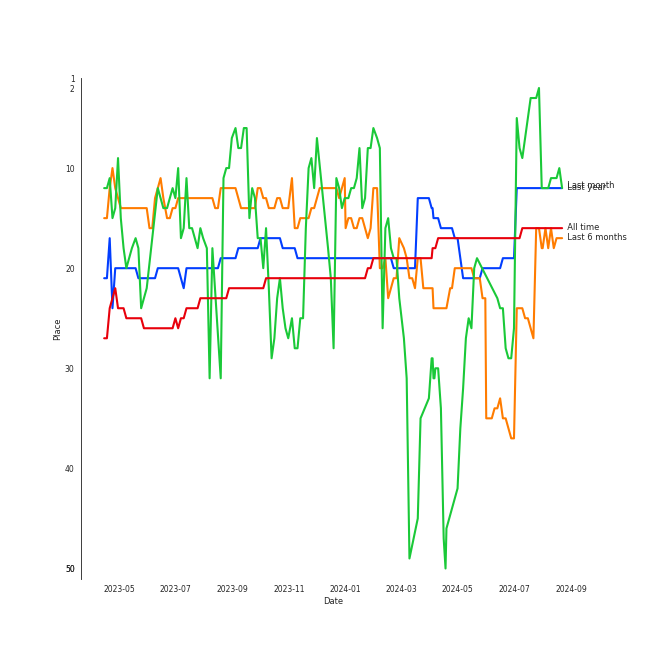 1
2
10
20
30
40
50
Place
2023-05
2023-07
2023-09
2023-11
2024-01
2024-03
2024-05
2024-07
2024-09
Date
Last month
Last year
All time
Last 6 months